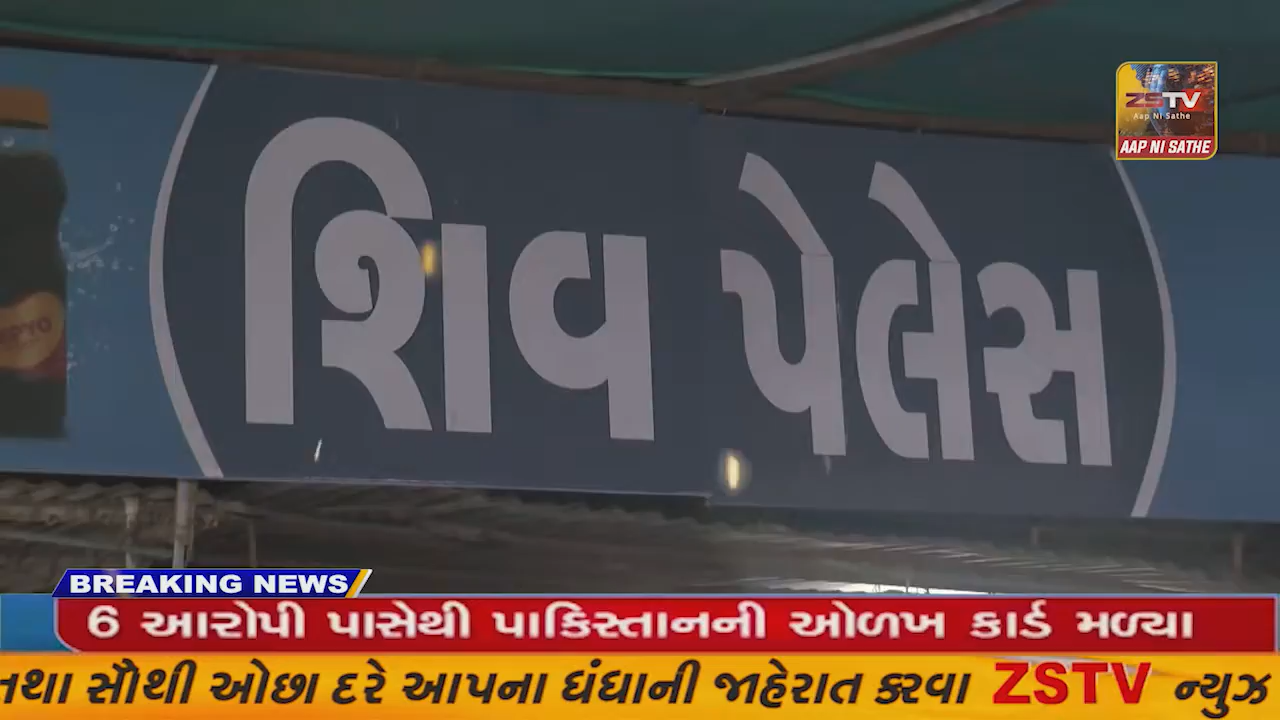 ZSTV
Aap Ni Sathe
AAP NI SATHE
શિવ પેલેસ
BREAKING NEWS
6 આરોપી પાસેથી પાકિસ્તાનની ઓળખ કાર્ડ મળ્યા
તથા સૌથી ઓછા દરે આપના ધંધાની જાહેરાત કરવા ZSTV ન્યુઝ